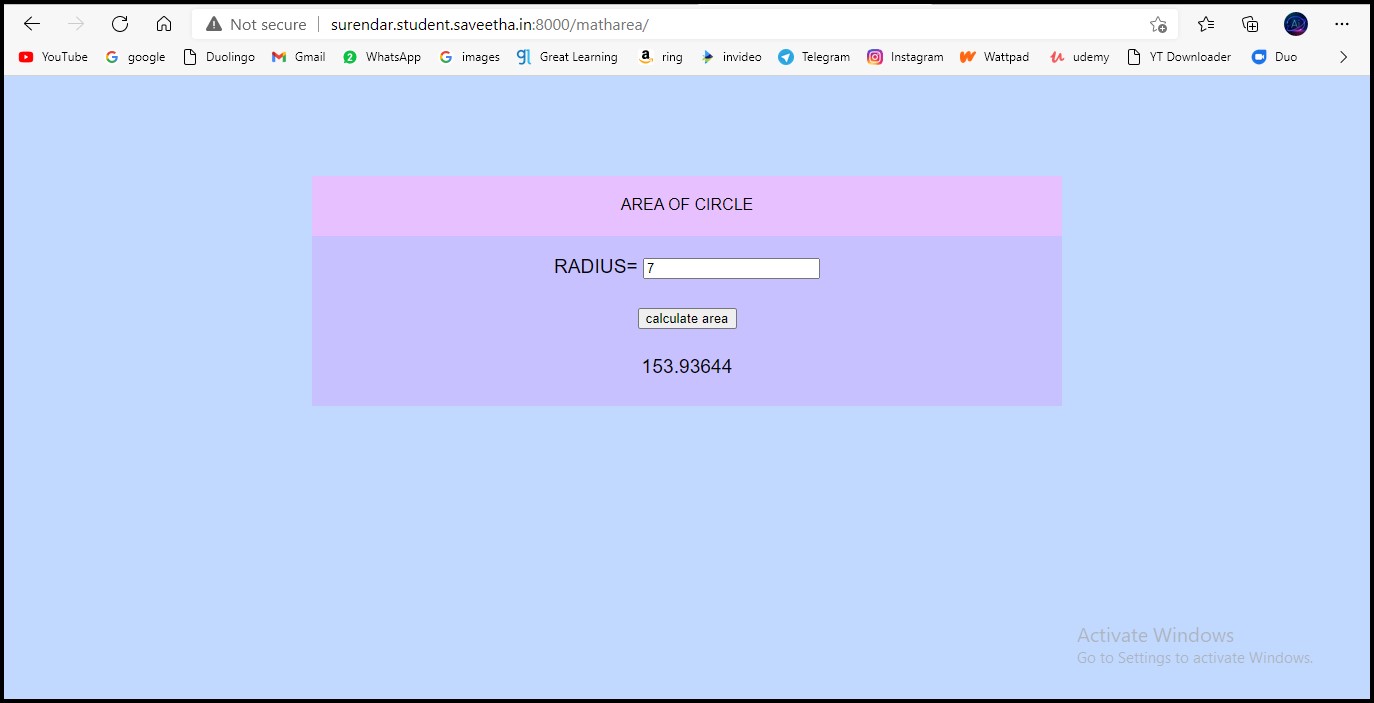 Not secure surendar.student.saveetha.in:8000/matharea/
YouTube google Duolingo Gmail 2 WhatsApp images gl Great Learning a ring invideo Telegram Instagram Wattpad udemy YT Downloader Duo
AREA OF CIRCLE
RADIUS= 7
calculate area
153.93644
Activate Windows
Go to Settings to activate Windows.